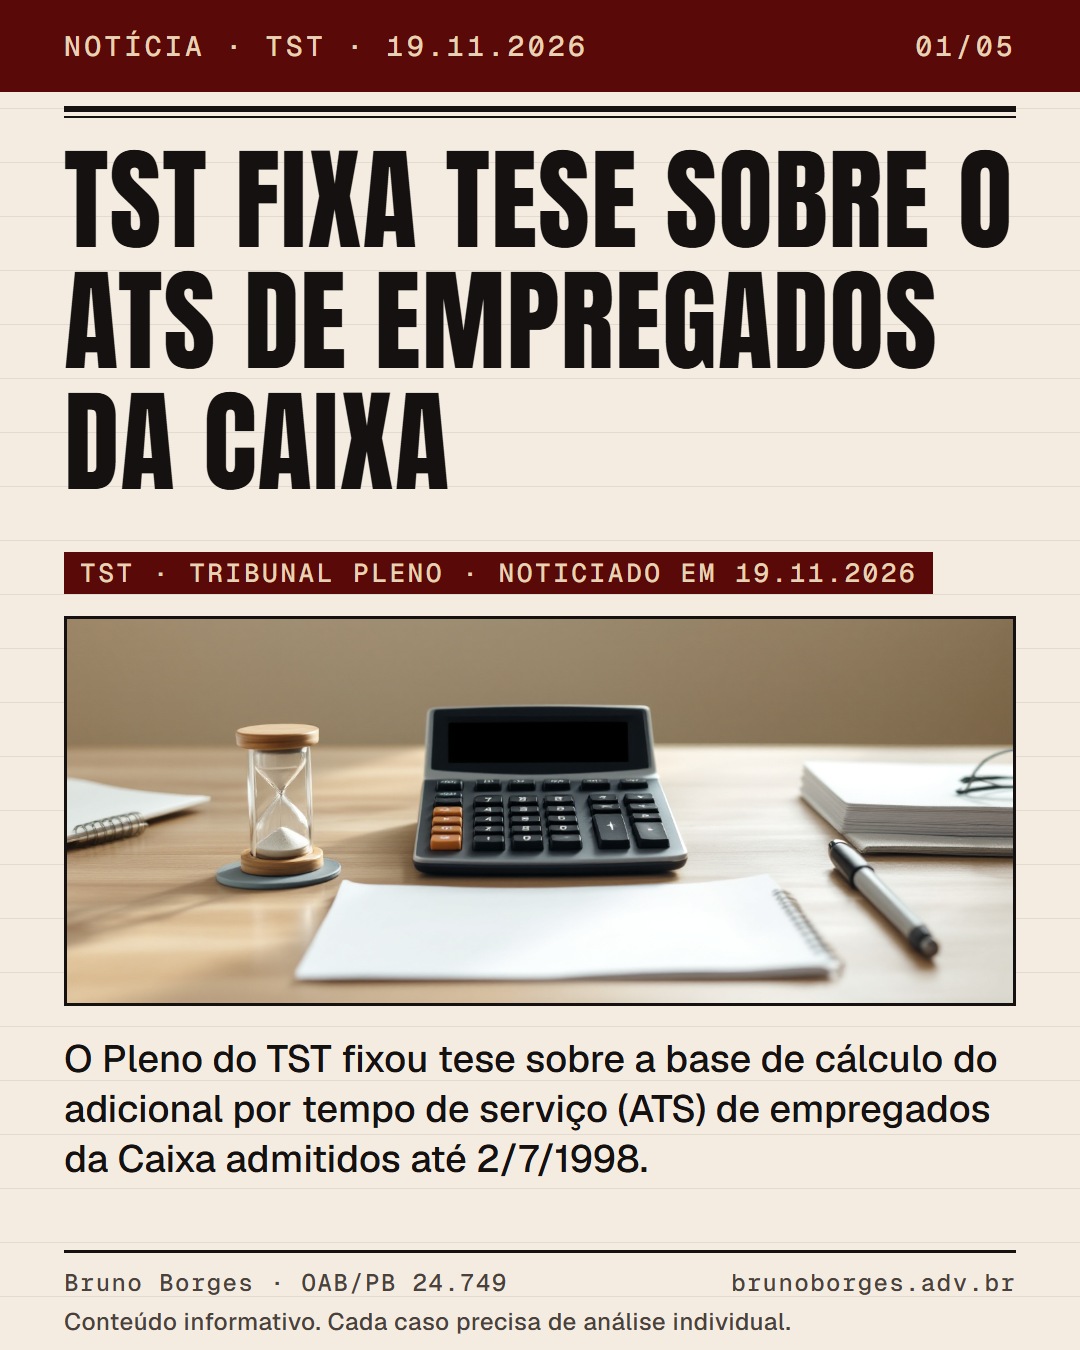 NOTÍCIA · TST · 19.11.2026
01/05
TST FIXA TESE SOBRE O
ATS DE EMPREGADOS
DA CAIXA
TST · TRIBUNAL PLENO · NOTICIADO EM 19.11.2026
O Pleno do TST fixou tese sobre a base de cálculo do
adicional por tempo de serviço (ATS) de empregados
da Caixa admitidos até 2/7/1998.
Bruno Borges · OAB/PB 24.749
brunoborges.adv.br
Conteúdo informativo. Cada caso precisa de análise individual.